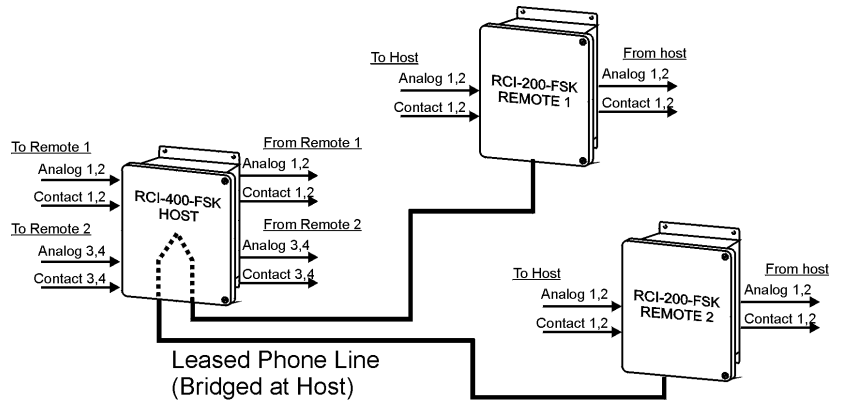 To Host
Analog 1,2
Contact 1,2
RCI-200-FSK
REMOTE 1
From host
Analog 1,2
Contact 1,2
To Remote 1
Analog 1,2
Contact 1,2
To Remote 2
Analog 3,4
Contact 3,4
RCI-400-FSK
HOST
From Remote 1
Analog 1,2
Contact 1,2
From Remote 2
Analog 3,4
Contact 3,4
To Host
Analog 1,2
Contact 1,2
RCI-200-FSK
REMOTE 2
From host
Analog 1,2
Contact 1,2
Leased Phone Line
(Bridged at Host)